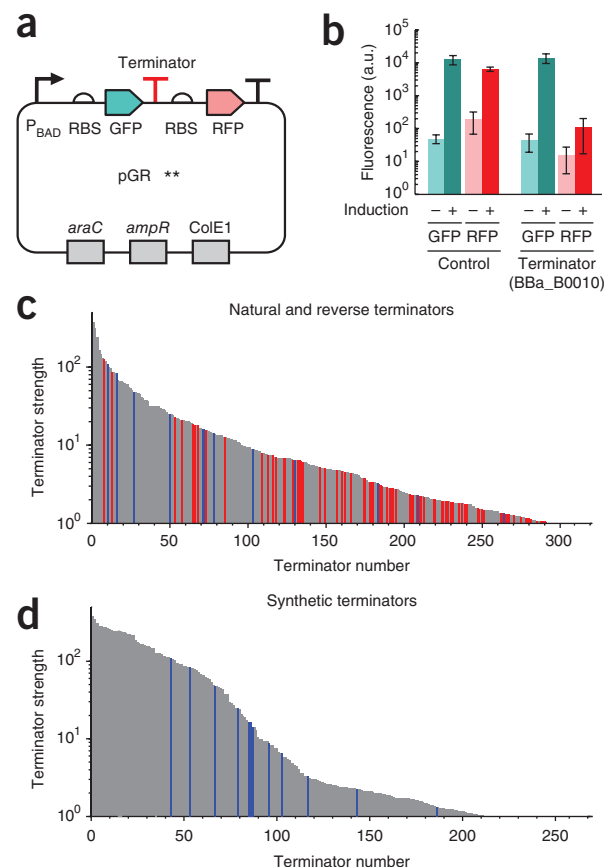 a
Terminator
P_BAD RBS GFP RBS RFP
pGR **
araC ampR ColE1
b
Fluorescence (a.u.)
10^5
10^4
10^3
10^2
10^1
10^0
Induction − + − + − + − +
GFP RFP GFP RFP
Control Terminator
(BBa_B0010)
c
Natural and reverse terminators
Terminator strength
10^2
10^1
10^0
0 50 100 150 200 250 300
Terminator number
d
Synthetic terminators
Terminator strength
10^2
10^1
10^0
0 50 100 150 200 250
Terminator number